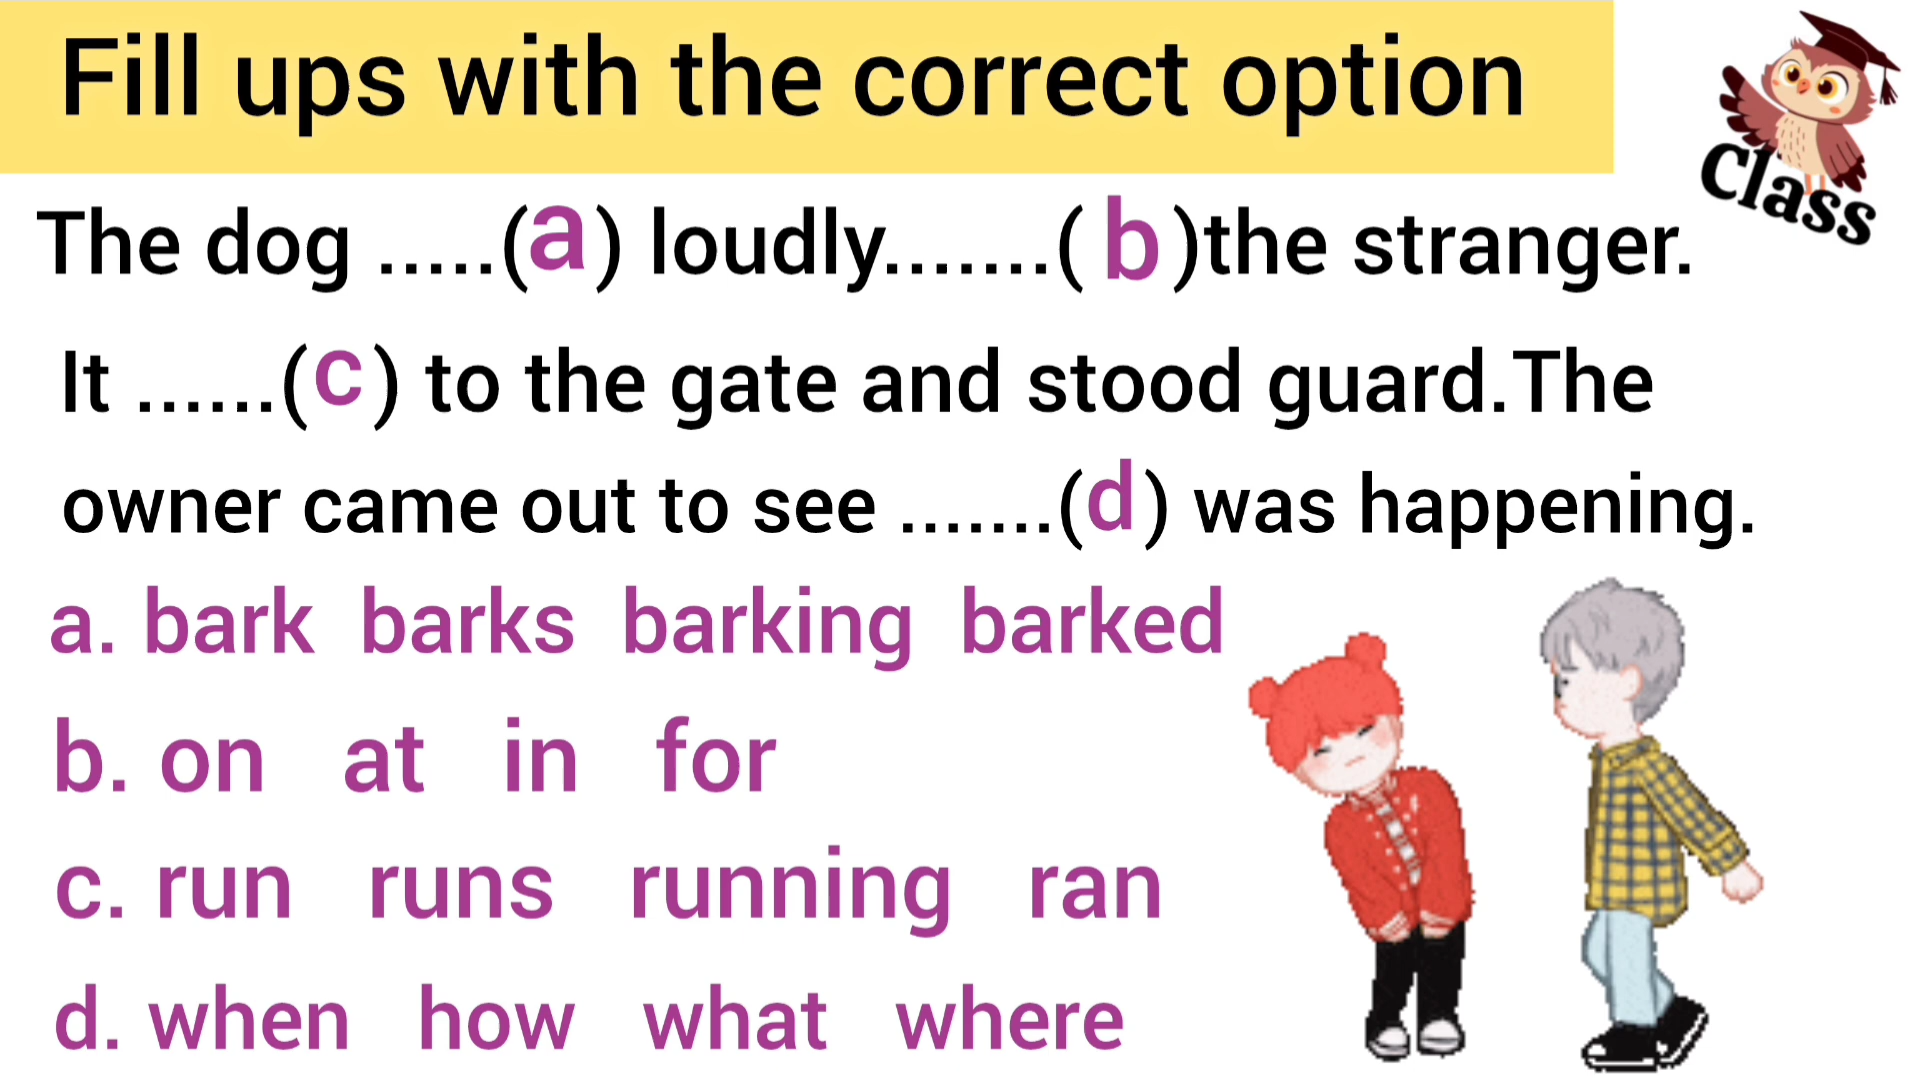 Fill ups with the correct option
Class
The dog .....(a) loudly.......( b )the stranger.
It ......(c) to the gate and stood guard.The
owner came out to see .......(d) was happening.
a. bark barks barking barked
b. on at in for
c. run runs running ran
d. when how what where